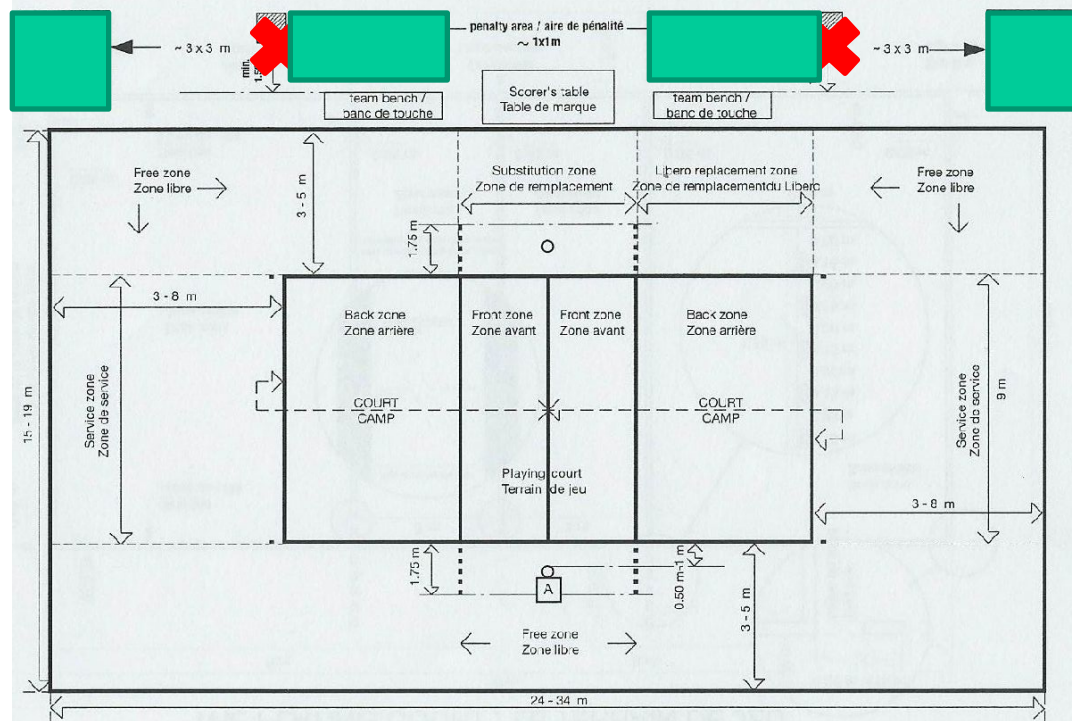 penalty area / aire de pénalité
~ 1x1m
~ 3 x 3 m
~ 3 x 3 m
min.
Scorer's table
Table de marque
team bench /
banc de touche
team bench /
banc de touche
Free zone
Zone libre
3 - 5 m
Substitution zone
Zone de remplacement
Libero replacement zone
Zone de remplacementdu Libero
Free zone
Zone libre
1.75 m
3 - 8 m
Back zone
Zone arrière
Front zone
Zone avant
Front zone
Zone avant
Back zone
Zone arrière
15 - 19 m
Service zone
Zone de service
COURT
CAMP
COURT
CAMP
Service zone
Zone de service
9 m
Playing court
Terrain de jeu
3 - 8 m
1.75 m
A
0.50 m-1 m
3 - 5 m
Free zone
Zone libre
24 - 34 m